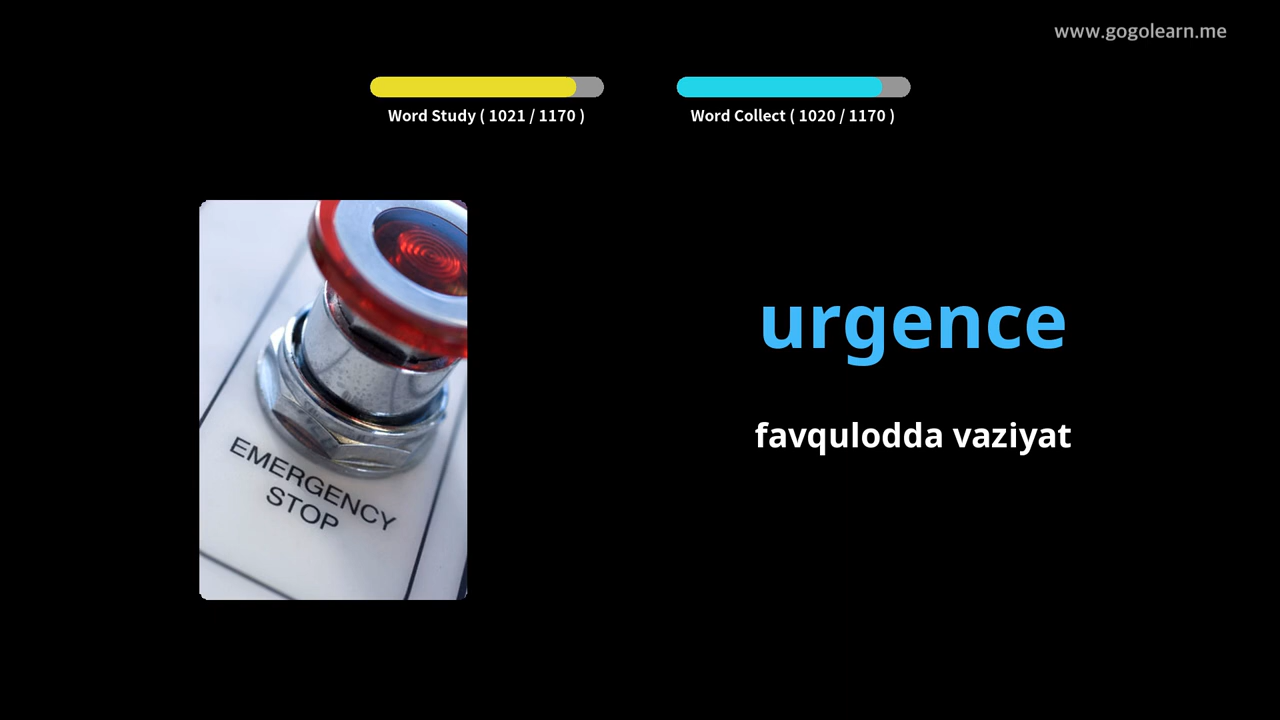 www.gogolearn.me
Word Study ( 1021 / 1170 )
Word Collect ( 1020 / 1170 )
urgence
favqulodda vaziyat
EMERGENCY
STOP